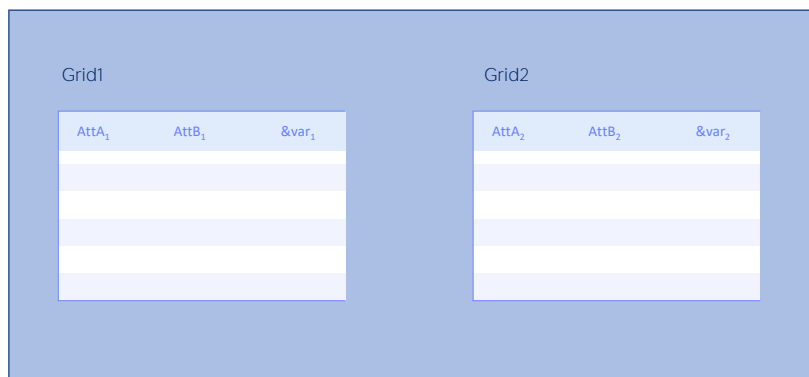 Grid1
Grid2
AttA₁ AttB₁ &var₁
AttA₂ AttB₂ &var₂